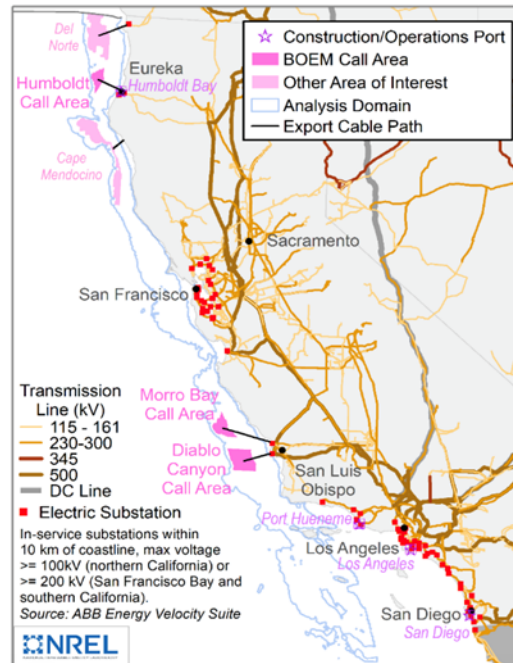 Del
Norte
Construction/Operations Port
BOEM Call Area
Other Area of Interest
Analysis Domain
Export Cable Path
Eureka
Humboldt Bay
Humboldt
Call Area
Cape
Mendocino
Sacramento
San Francisco
Morro Bay
Call Area
Diablo
Canyon
Call Area
San Luis
Obispo
Port Hueneme
Los Angeles
Los Angeles
San Diego
San Diego
Transmission
Line (kV)
115 - 161
230-300
345
500
DC Line
Electric Substation
In-service substations within
10 km of coastline, max voltage
>= 100kV (northern California) or
>= 200 kV (San Francisco Bay and
southern California).
Source: ABB Energy Velocity Suite
NREL